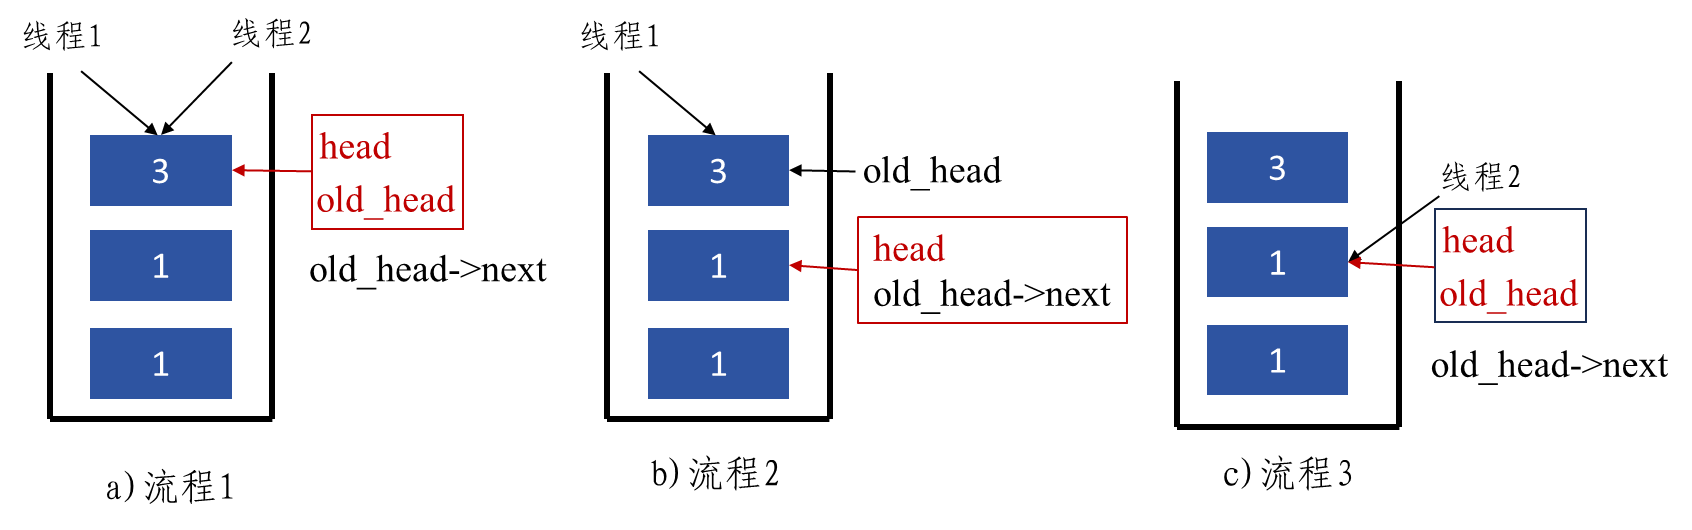 线程1
线程2
3
1
1
head
old_head
old_head->next
a)流程1
线程1
3
1
1
old_head
head
old_head->next
b)流程2
3
1
1
线程2
head
old_head
old_head->next
c)流程3